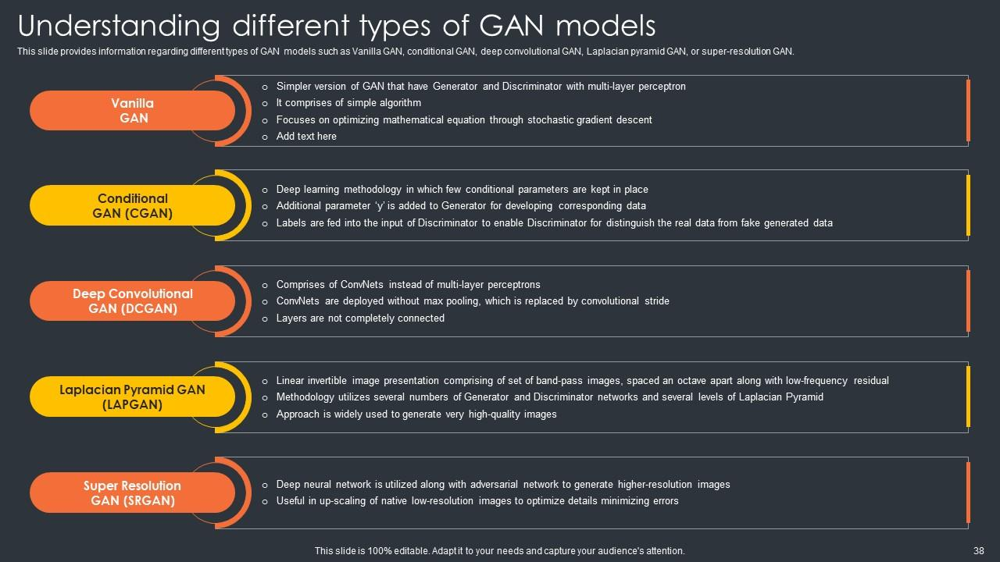 Understanding different types of GAN models
This slide provides information regarding different types of GAN models such as Vanilla GAN, conditional GAN, deep convolutional GAN, Laplacian pyramid GAN, or super-resolution GAN.
Vanilla
GAN
o Simpler version of GAN that have Generator and Discriminator with multi-layer perceptron
o It comprises of simple algorithm
o Focuses on optimizing mathematical equation through stochastic gradient descent
o Add text here
Conditional
GAN (CGAN)
o Deep learning methodology in which few conditional parameters are kept in place
o Additional parameter ‘y’ is added to Generator for developing corresponding data
o Labels are fed into the input of Discriminator to enable Discriminator for distinguish the real data from fake generated data
Deep Convolutional
GAN (DCGAN)
o Comprises of ConvNets instead of multi-layer perceptrons
o ConvNets are deployed without max pooling, which is replaced by convolutional stride
o Layers are not completely connected
Laplacian Pyramid GAN
(LAPGAN)
o Linear invertible image presentation comprising of set of band-pass images, spaced an octave apart along with low-frequency residual
o Methodology utilizes several numbers of Generator and Discriminator networks and several levels of Laplacian Pyramid
o Approach is widely used to generate very high-quality images
Super Resolution
GAN (SRGAN)
o Deep neural network is utilized along with adversarial network to generate higher-resolution images
o Useful in up-scaling of native low-resolution images to optimize details minimizing errors
This slide is 100% editable. Adapt it to your needs and capture your audience's attention.
38